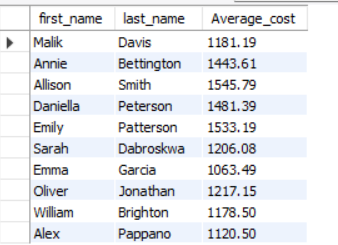 first_name last_name Average_cost
Malik Davis 1181.19
Annie Bettington 1443.61
Allison Smith 1545.79
Daniella Peterson 1481.39
Emily Patterson 1533.19
Sarah Dabroskwa 1206.08
Emma Garcia 1063.49
Oliver Jonathan 1217.15
William Brighton 1178.50
Alex Pappano 1120.50